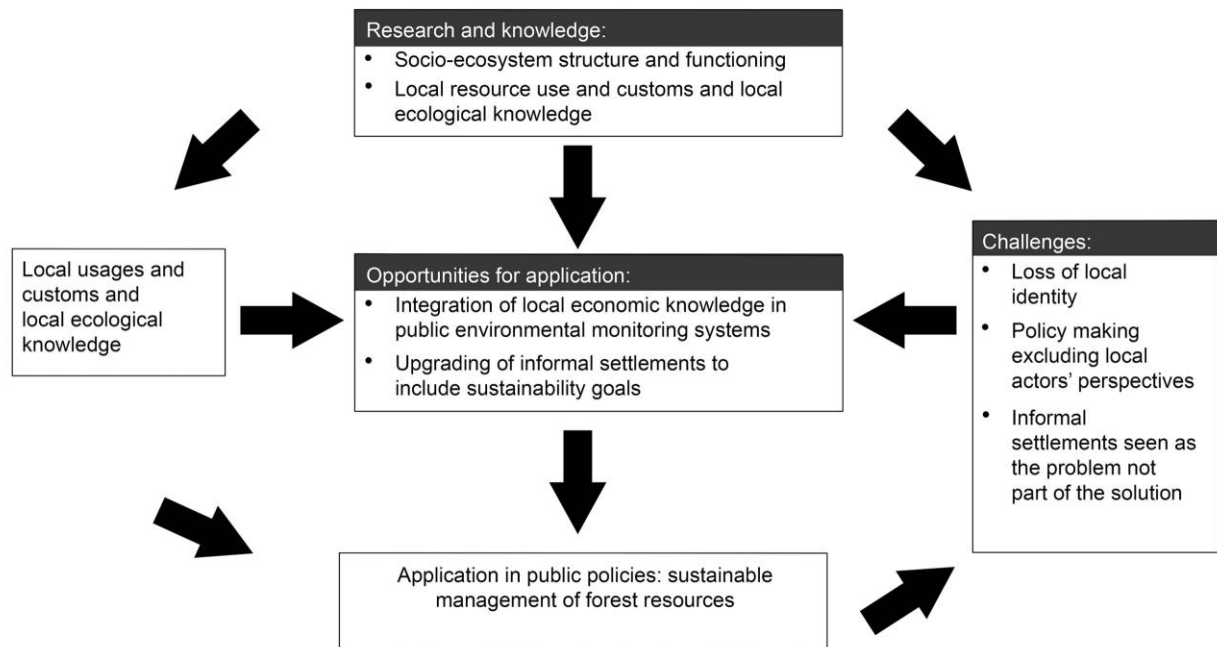 Research and knowledge:
• Socio-ecosystem structure and functioning
• Local resource use and customs and local
ecological knowledge
Local usages and
customs and
local ecological
knowledge
Opportunities for application:
• Integration of local economic knowledge in
public environmental monitoring systems
• Upgrading of informal settlements to
include sustainability goals
Challenges:
• Loss of local
identity
• Policy making
excluding local
actors’ perspectives
• Informal
settlements seen as
the problem not
part of the solution
Application in public policies: sustainable
management of forest resources